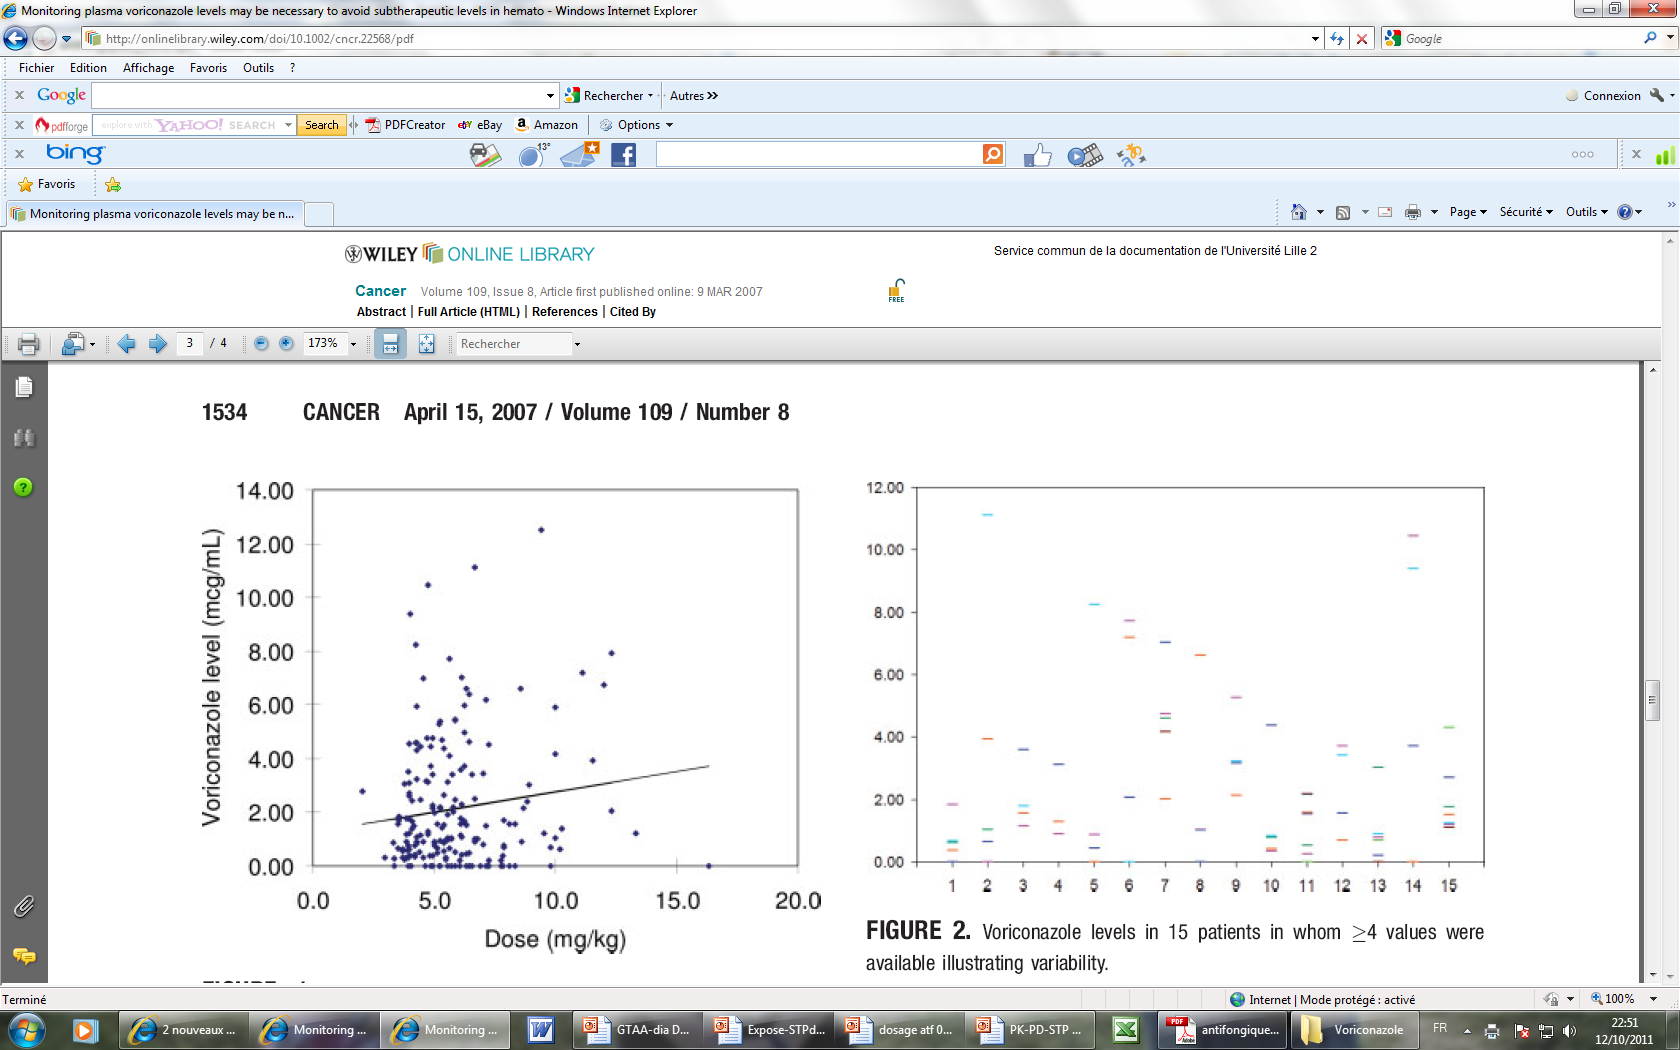 Monitoring plasma voriconazole levels may be necessary to avoid subtherapeutic levels in hemato - Windows Internet Explorer
http://onlinelibrary.wiley.com/doi/10.1002/cncr.22568/pdf
Google
Fichier Edition Affichage Favoris Outils ?
x Google Rechercher Autres >> Connexion
x pdfforge explore with YAHOO! SEARCH Search PDFCreator eBay Amazon Options
x bing 13° x
Favoris
Monitoring plasma voriconazole levels may be n... Page Sécurité Outils
WILEY ONLINE LIBRARY Service commun de la documentation de l'Université Lille 2
Cancer Volume 109, Issue 8, Article first published online: 9 MAR 2007
FREE
Abstract | Full Article (HTML) | References | Cited By
3 / 4 173% Rechercher
1534 CANCER April 15, 2007 / Volume 109 / Number 8
Voriconazole level (mcg/mL)
14.00
12.00
10.00
8.00
6.00
4.00
2.00
0.00
0.0 5.0 10.0 15.0 20.0
Dose (mg/kg)
12.00
10.00
8.00
6.00
4.00
2.00
0.00
1 2 3 4 5 6 7 8 9 10 11 12 13 14 15
FIGURE 2. Voriconazole levels in 15 patients in whom ≥4 values were
available illustrating variability.
Terminé Internet | Mode protégé : activé 100%
2 nouveaux ... Monitoring ... Monitoring ... GTAA-dia D... Expose-STPd... dosage atf 0... PK-PD-STP ... antifongique... Voriconazole FR 22:51
12/10/2011